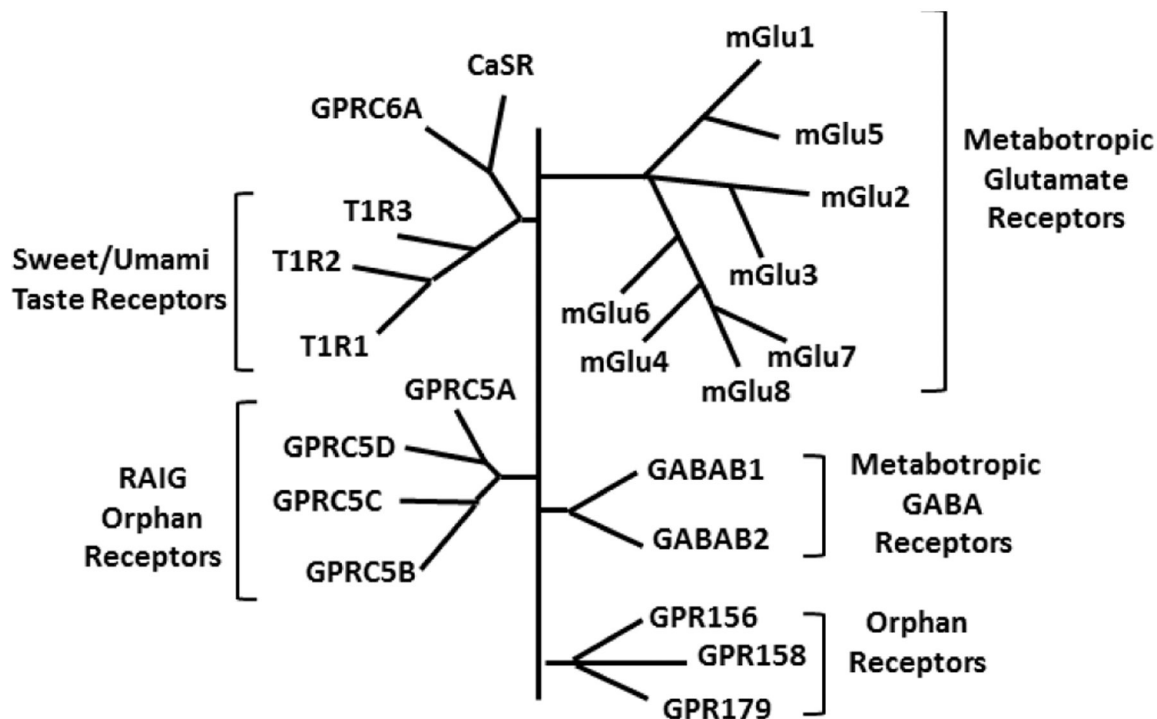 CaSR
GPRC6A
T1R3
T1R2
T1R1
Sweet/Umami
Taste Receptors
GPRC5A
GPRC5D
GPRC5C
GPRC5B
RAIG
Orphan
Receptors
mGlu1
mGlu5
mGlu2
mGlu3
mGlu6
mGlu4
mGlu7
mGlu8
Metabotropic
Glutamate
Receptors
GABAB1
GABAB2
Metabotropic
GABA
Receptors
GPR156
GPR158
GPR179
Orphan
Receptors